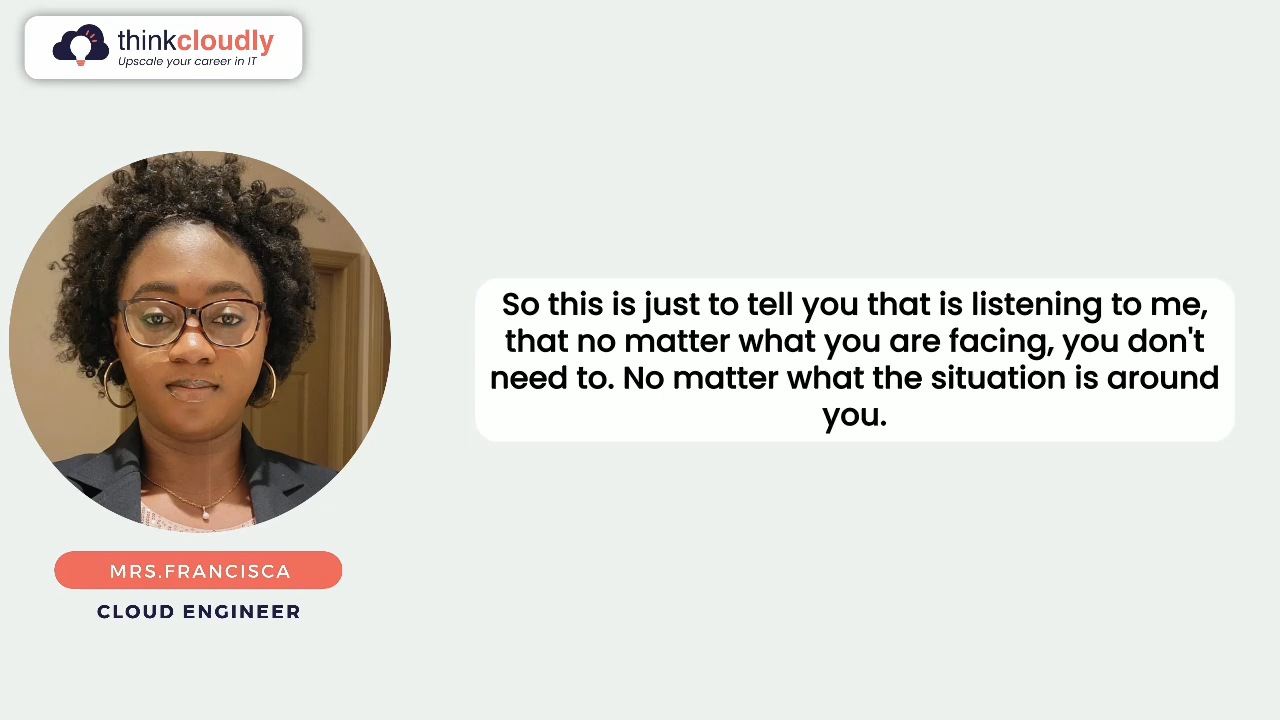 thinkcloudly
Upscale your career in IT
So this is just to tell you that is listening to me,
that no matter what you are facing, you don't
need to. No matter what the situation is around
you.
MRS.FRANCISCA
CLOUD ENGINEER